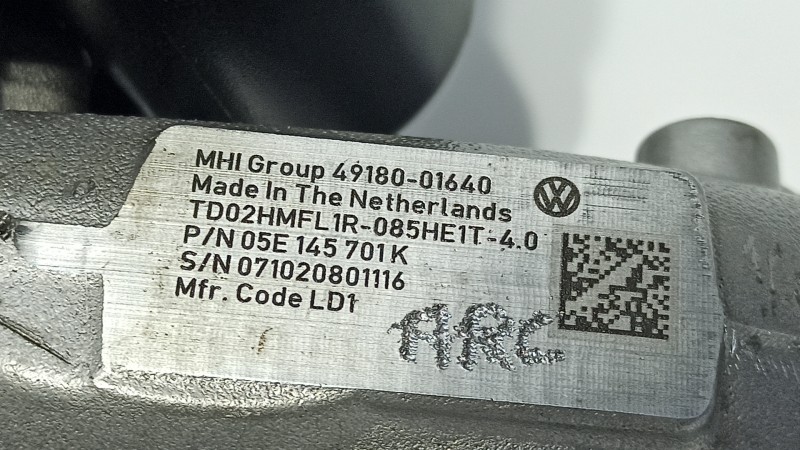 MHI Group 49180-01640
Made In The Netherlands
TD02HMFL1R-085HE1T-4.0
P/N 05E 145 701 K
S/N 071020801116
Mfr. Code LD1
ARC